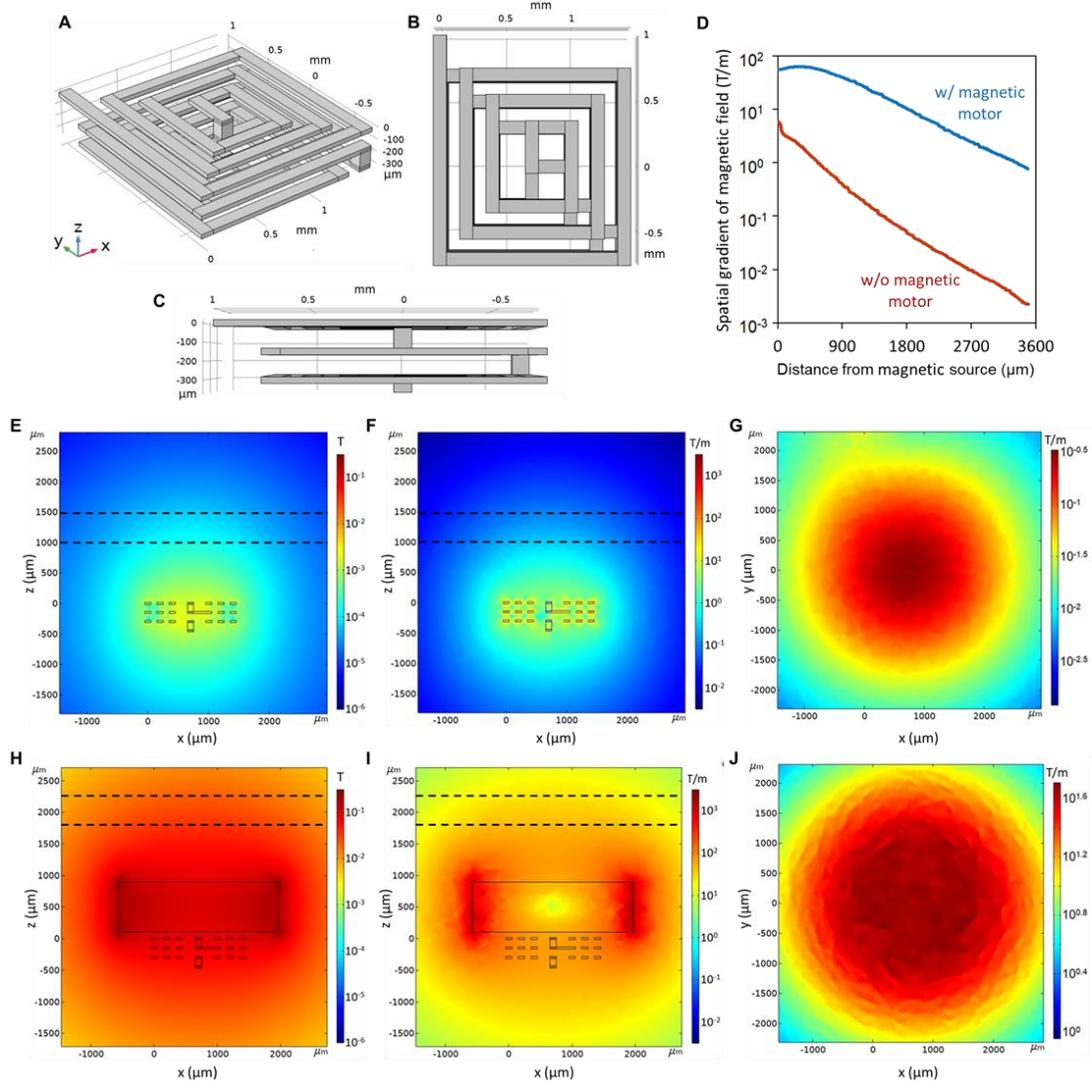 A
1
0.5
mm
0
-0.5
0
-100
-200
-300
μm
1
mm
0.5
0
z
y
x
B
mm
0
0.5
1
1
0.5
0
-0.5
mm
C
mm
1
0.5
0
-0.5
0
-100
-200
-300
μm
D
Spatial gradient of magnetic field (T/m)
10²
10¹
10⁰
10⁻¹
10⁻²
10⁻³
w/ magnetic
motor
w/o magnetic
motor
0
900
1800
2700
3600
Distance from magnetic source (μm)
E
μm
2500
2000
1500
1000
500
0
-500
-1000
-1500
z (μm)
-1000
0
1000
2000
μm
x (μm)
T
10⁻¹
10⁻²
10⁻³
10⁻⁴
10⁻⁵
10⁻⁶
F
μm
2500
2000
1500
1000
500
0
-500
-1000
-1500
z (μm)
-1000
0
1000
2000
μm
x (μm)
T/m
10³
10²
10¹
10⁰
10⁻¹
10⁻²
G
μm
2000
1500
1000
500
0
-500
-1000
-1500
-2000
y (μm)
-1000
0
1000
2000
μm
x (μm)
T/m
10⁻⁰·⁵
10⁻¹
10⁻¹·⁵
10⁻²
10⁻²·⁵
H
μm
2500
2000
1500
1000
500
0
-500
-1000
-1500
z (μm)
-1000
0
1000
2000
μm
x (μm)
T
10⁻¹
10⁻²
10⁻³
10⁻⁴
10⁻⁵
10⁻⁶
I
μm
2500
2000
1500
1000
500
0
-500
-1000
-1500
z (μm)
-1000
0
1000
2000
μm
x (μm)
T/m
10³
10²
10¹
10⁰
10⁻¹
10⁻²
J
μm
2000
1500
1000
500
0
-500
-1000
-1500
-2000
y (μm)
-1000
0
1000
2000
μm
x (μm)
T/m
10¹·⁶
10¹·²
10⁰·⁸
10⁰·⁴
10⁰